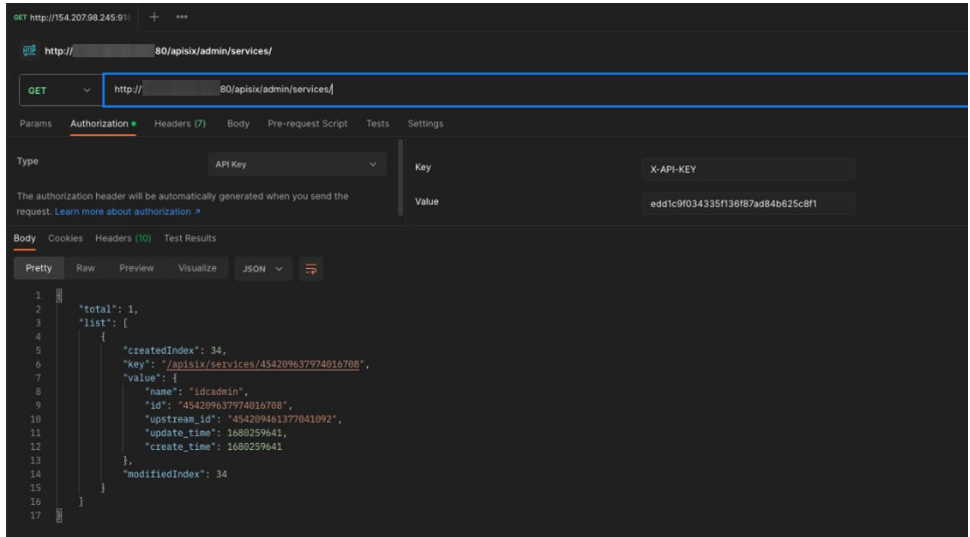 GET http://154.207.98.245:918
+ •••
http:// 80/apisix/admin/services/
GET http:// 80/apisix/admin/services/
Params Authorization Headers (7) Body Pre-request Script Tests Settings
Type API Key
Key X-API-KEY
The authorization header will be automatically generated when you send the
request. Learn more about authorization ↗
Value edd1c9f034335f136f87ad84b625c8f1
Body Cookies Headers (10) Test Results
Pretty Raw Preview Visualize JSON
1 {
2 "total": 1,
3 "list": [
4 {
5 "createdIndex": 34,
6 "key": "/apisix/services/454209637974016708",
7 "value": {
8 "name": "idcadmin",
9 "id": "454209637974016708",
10 "upstream_id": "454209461377041092",
11 "update_time": 1680259641,
12 "create_time": 1680259641
13 },
14 "modifiedIndex": 34
15 }
16 ]
17 }